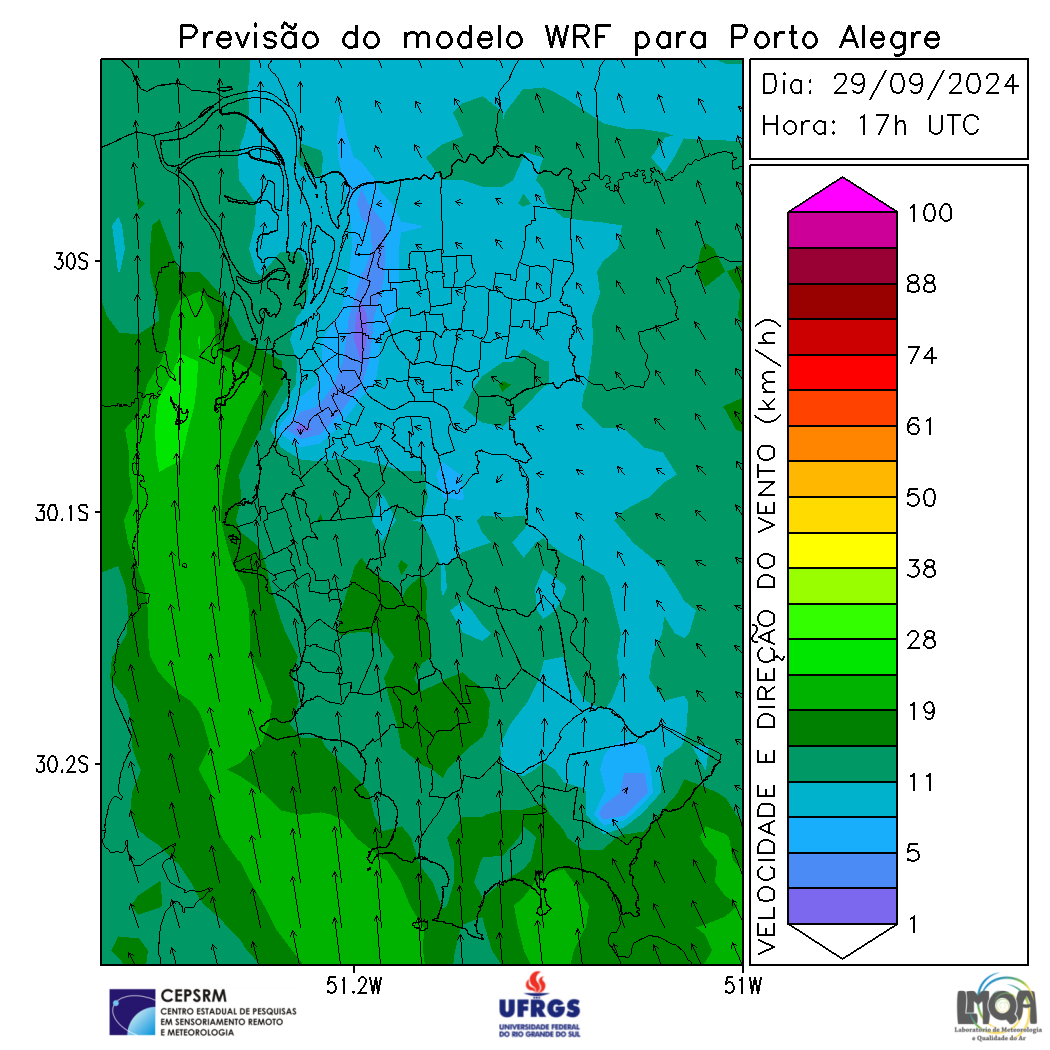 Previsão do modelo WRF para Porto Alegre
Dia: 29/09/2024
Hora: 17h UTC
30S
30.1S
30.2S
51.2W
51W
VELOCIDADE E DIREÇÃO DO VENTO (km/h)
100
88
74
61
50
38
28
19
11
5
1
CEPSRM
CENTRO ESTADUAL DE PESQUISAS
EM SENSORIAMENTO REMOTO
E METEOROLOGIA
UFRGS
UNIVERSIDADE FEDERAL
DO RIO GRANDE DO SUL
LMQA
Laboratório de Meteorologia
e Qualidade do Ar